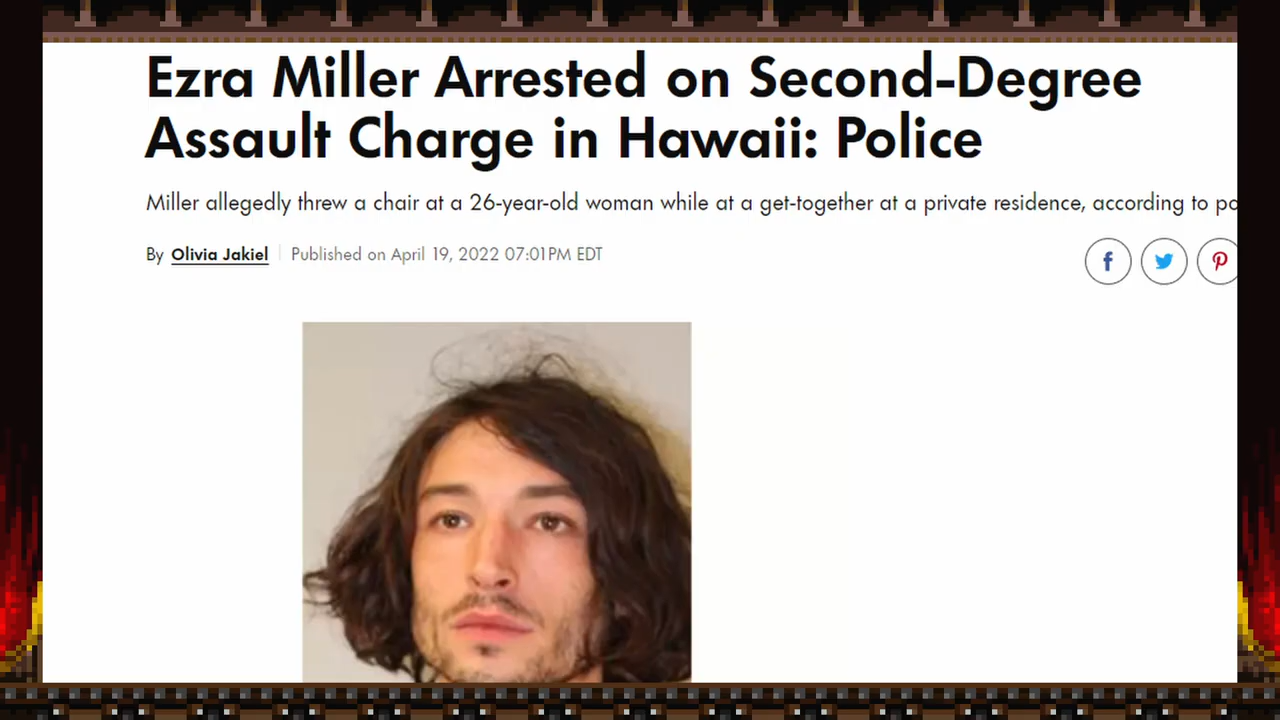 Ezra Miller Arrested on Second-Degree
Assault Charge in Hawaii: Police
Miller allegedly threw a chair at a 26-year-old woman while at a get-together at a private residence, according to po
By Olivia Jakiel Published on April 19, 2022 07:01PM EDT